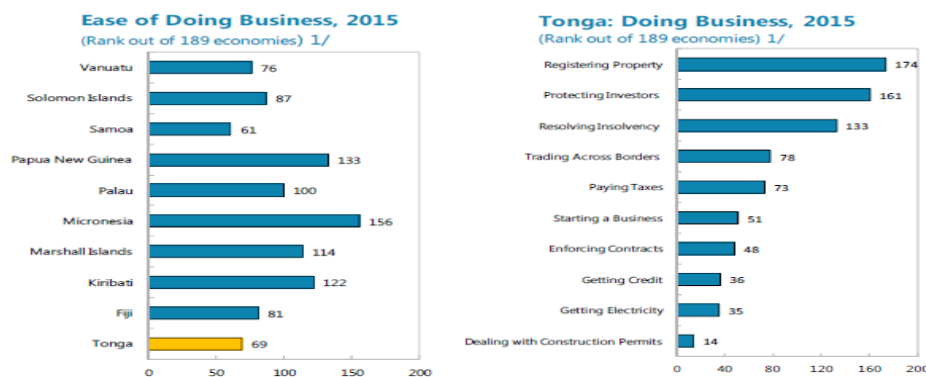 Ease of Doing Business, 2015
(Rank out of 189 economies) 1/
Vanuatu 76
Solomon Islands 87
Samoa 61
Papua New Guinea 133
Palau 100
Micronesia 156
Marshall Islands 114
Kiribati 122
Fiji 81
Tonga 69
0 50 100 150 200
Tonga: Doing Business, 2015
(Rank out of 189 economies) 1/
Registering Property 174
Protecting Investors 161
Resolving Insolvency 133
Trading Across Borders 78
Paying Taxes 73
Starting a Business 51
Enforcing Contracts 48
Getting Credit 36
Getting Electricity 35
Dealing with Construction Permits 14
0 40 80 120 160 200